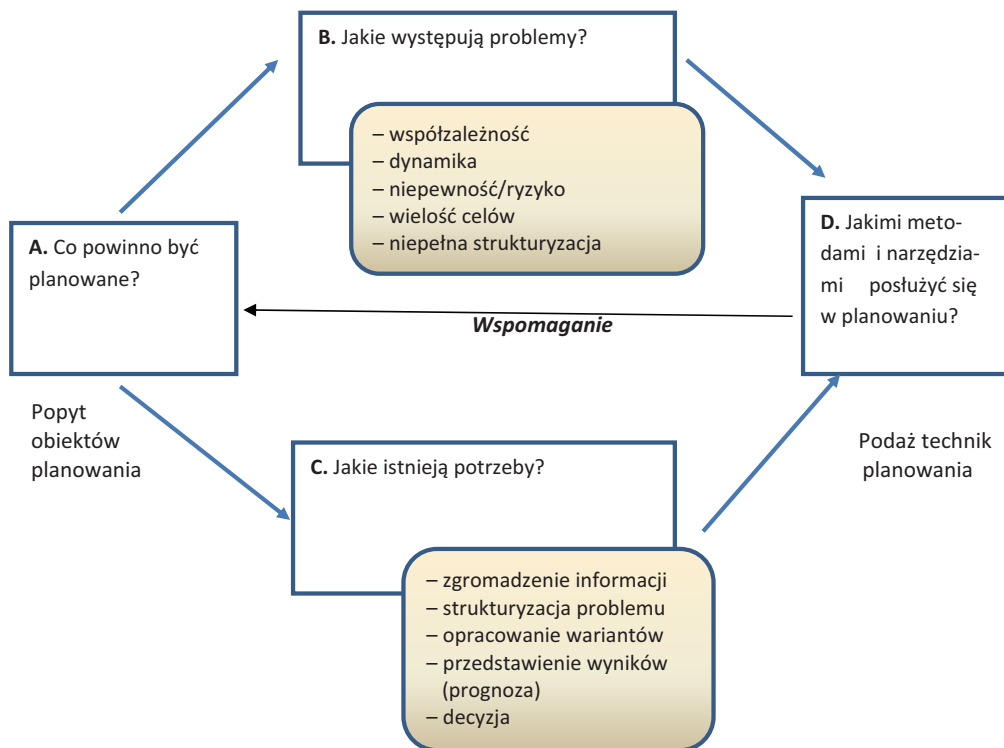 B. Jakie występują problemy?
– współzależność
– dynamika
– niepewność/ryzyko
– wielość celów
– niepełna strukturyzacja
A. Co powinno być
planowane?
D. Jakimi meto-
dami i narzędzia-
mi posłużyć się
w planowaniu?
Wspomaganie
Popyt
obiektów
planowania
C. Jakie istnieją potrzeby?
Podaż technik
planowania
– zgromadzenie informacji
– strukturyzacja problemu
– opracowanie wariantów
– przedstawienie wyników
(prognoza)
– decyzja